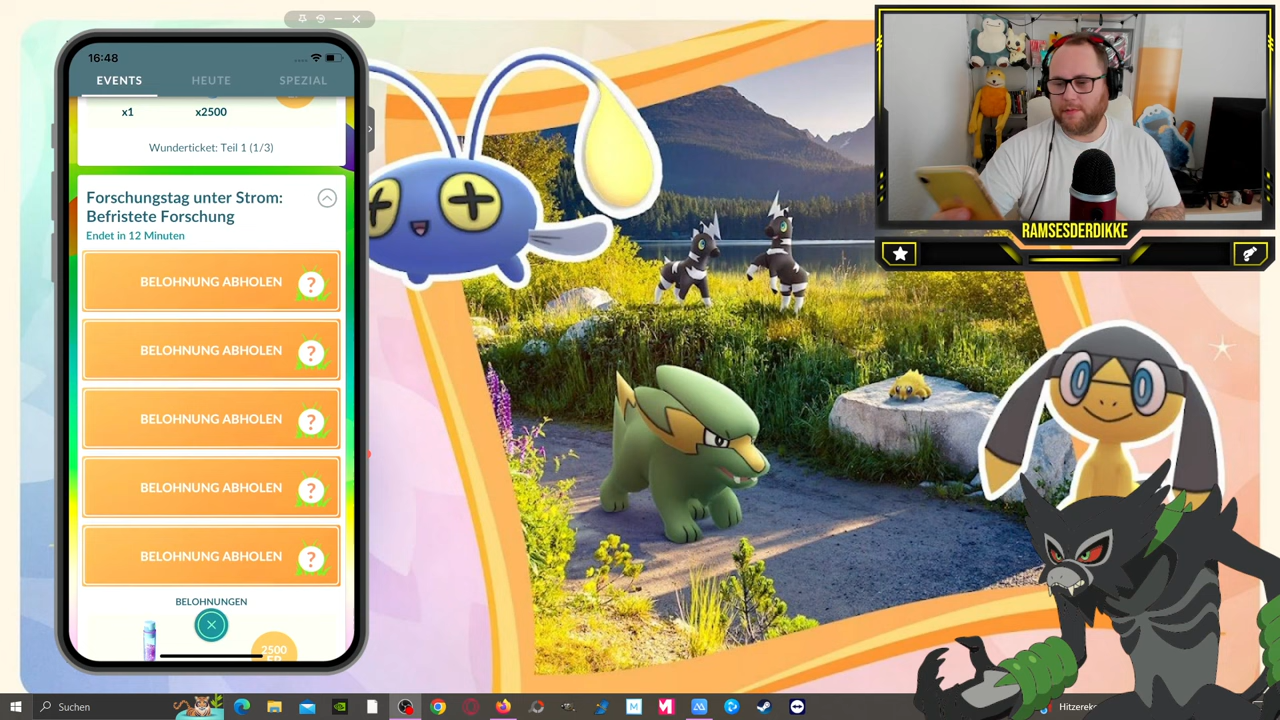 16:48
EVENTS HEUTE SPEZIAL
x1 x2500
Wunderticket: Teil 1 (1/3)
Forschungstag unter Strom:
Befristete Forschung
Endet in 12 Minuten
BELOHNUNG ABHOLEN ?
BELOHNUNG ABHOLEN ?
BELOHNUNG ABHOLEN ?
BELOHNUNG ABHOLEN ?
BELOHNUNG ABHOLEN ?
BELOHNUNGEN
2500
RAMSESDERDIKKE
Suchen